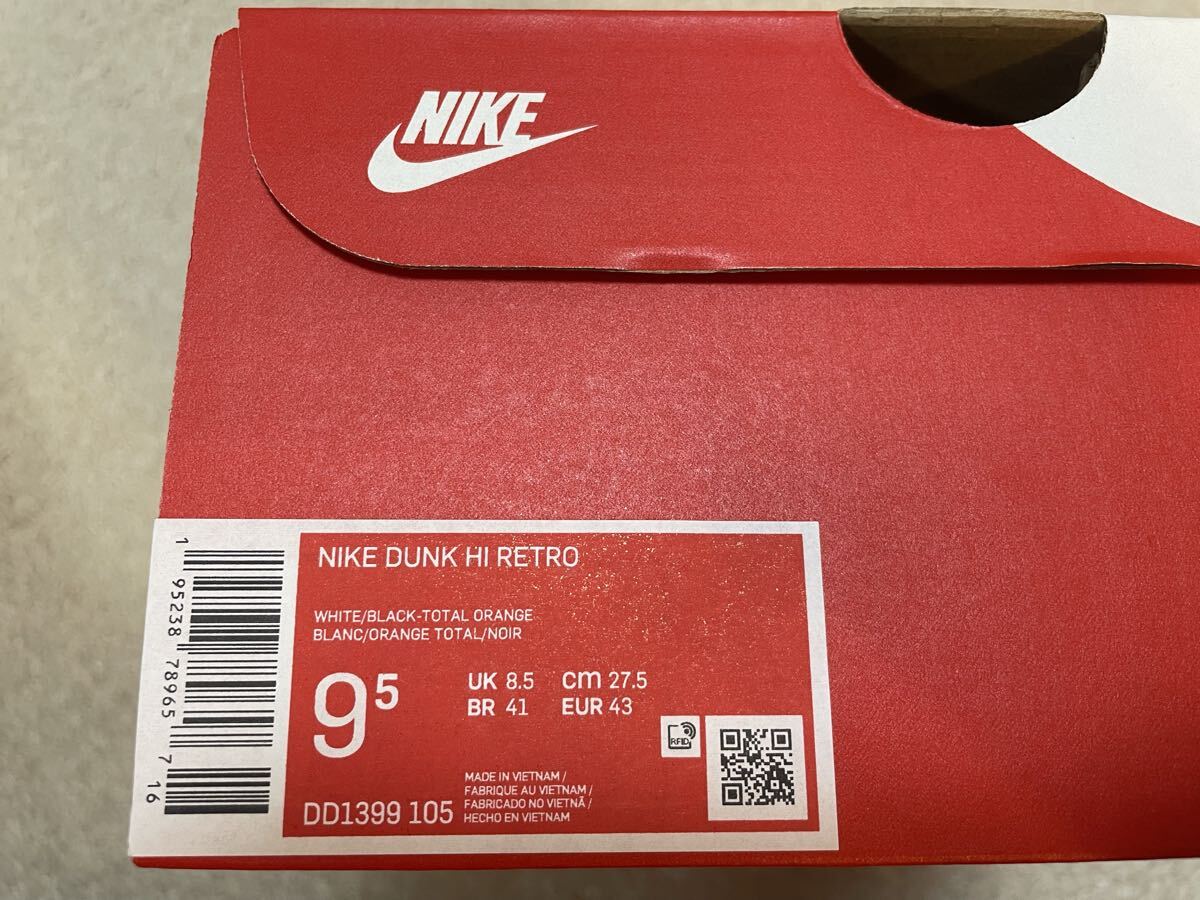 NIKE
NIKE DUNK HI RETRO
WHITE/BLACK-TOTAL ORANGE
BLANC/ORANGE TOTAL/NOIR
9⁵
UK 8.5 cm 27.5
BR 41 EUR 43
RFID
MADE IN VIETNAM /
FABRIQUE AU VIETNAM /
FABRICADO NO VIETNÃ /
HECHO EN VIETNAM
DD1399 105
1 95238 78965 7 16